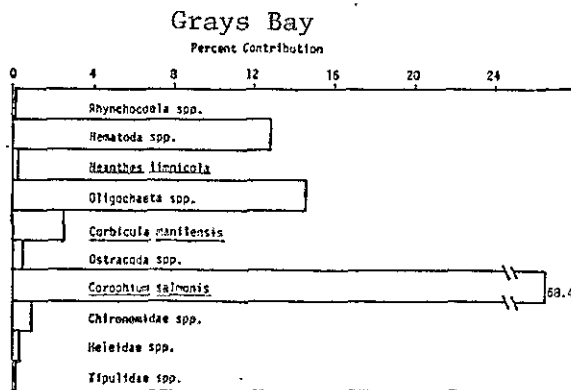 Grays Bay
Percent Contribution
0 4 8 12 16 20 24
Rhynchocoela spp.
Nematoda spp.
Neanthes limnicola
Oligochaeta spp.
Corbicula manilensis
Ostracoda spp.
Corophium salmonis
68.4
Chironomidae spp.
Heleidae spp.
Tipulidae spp.